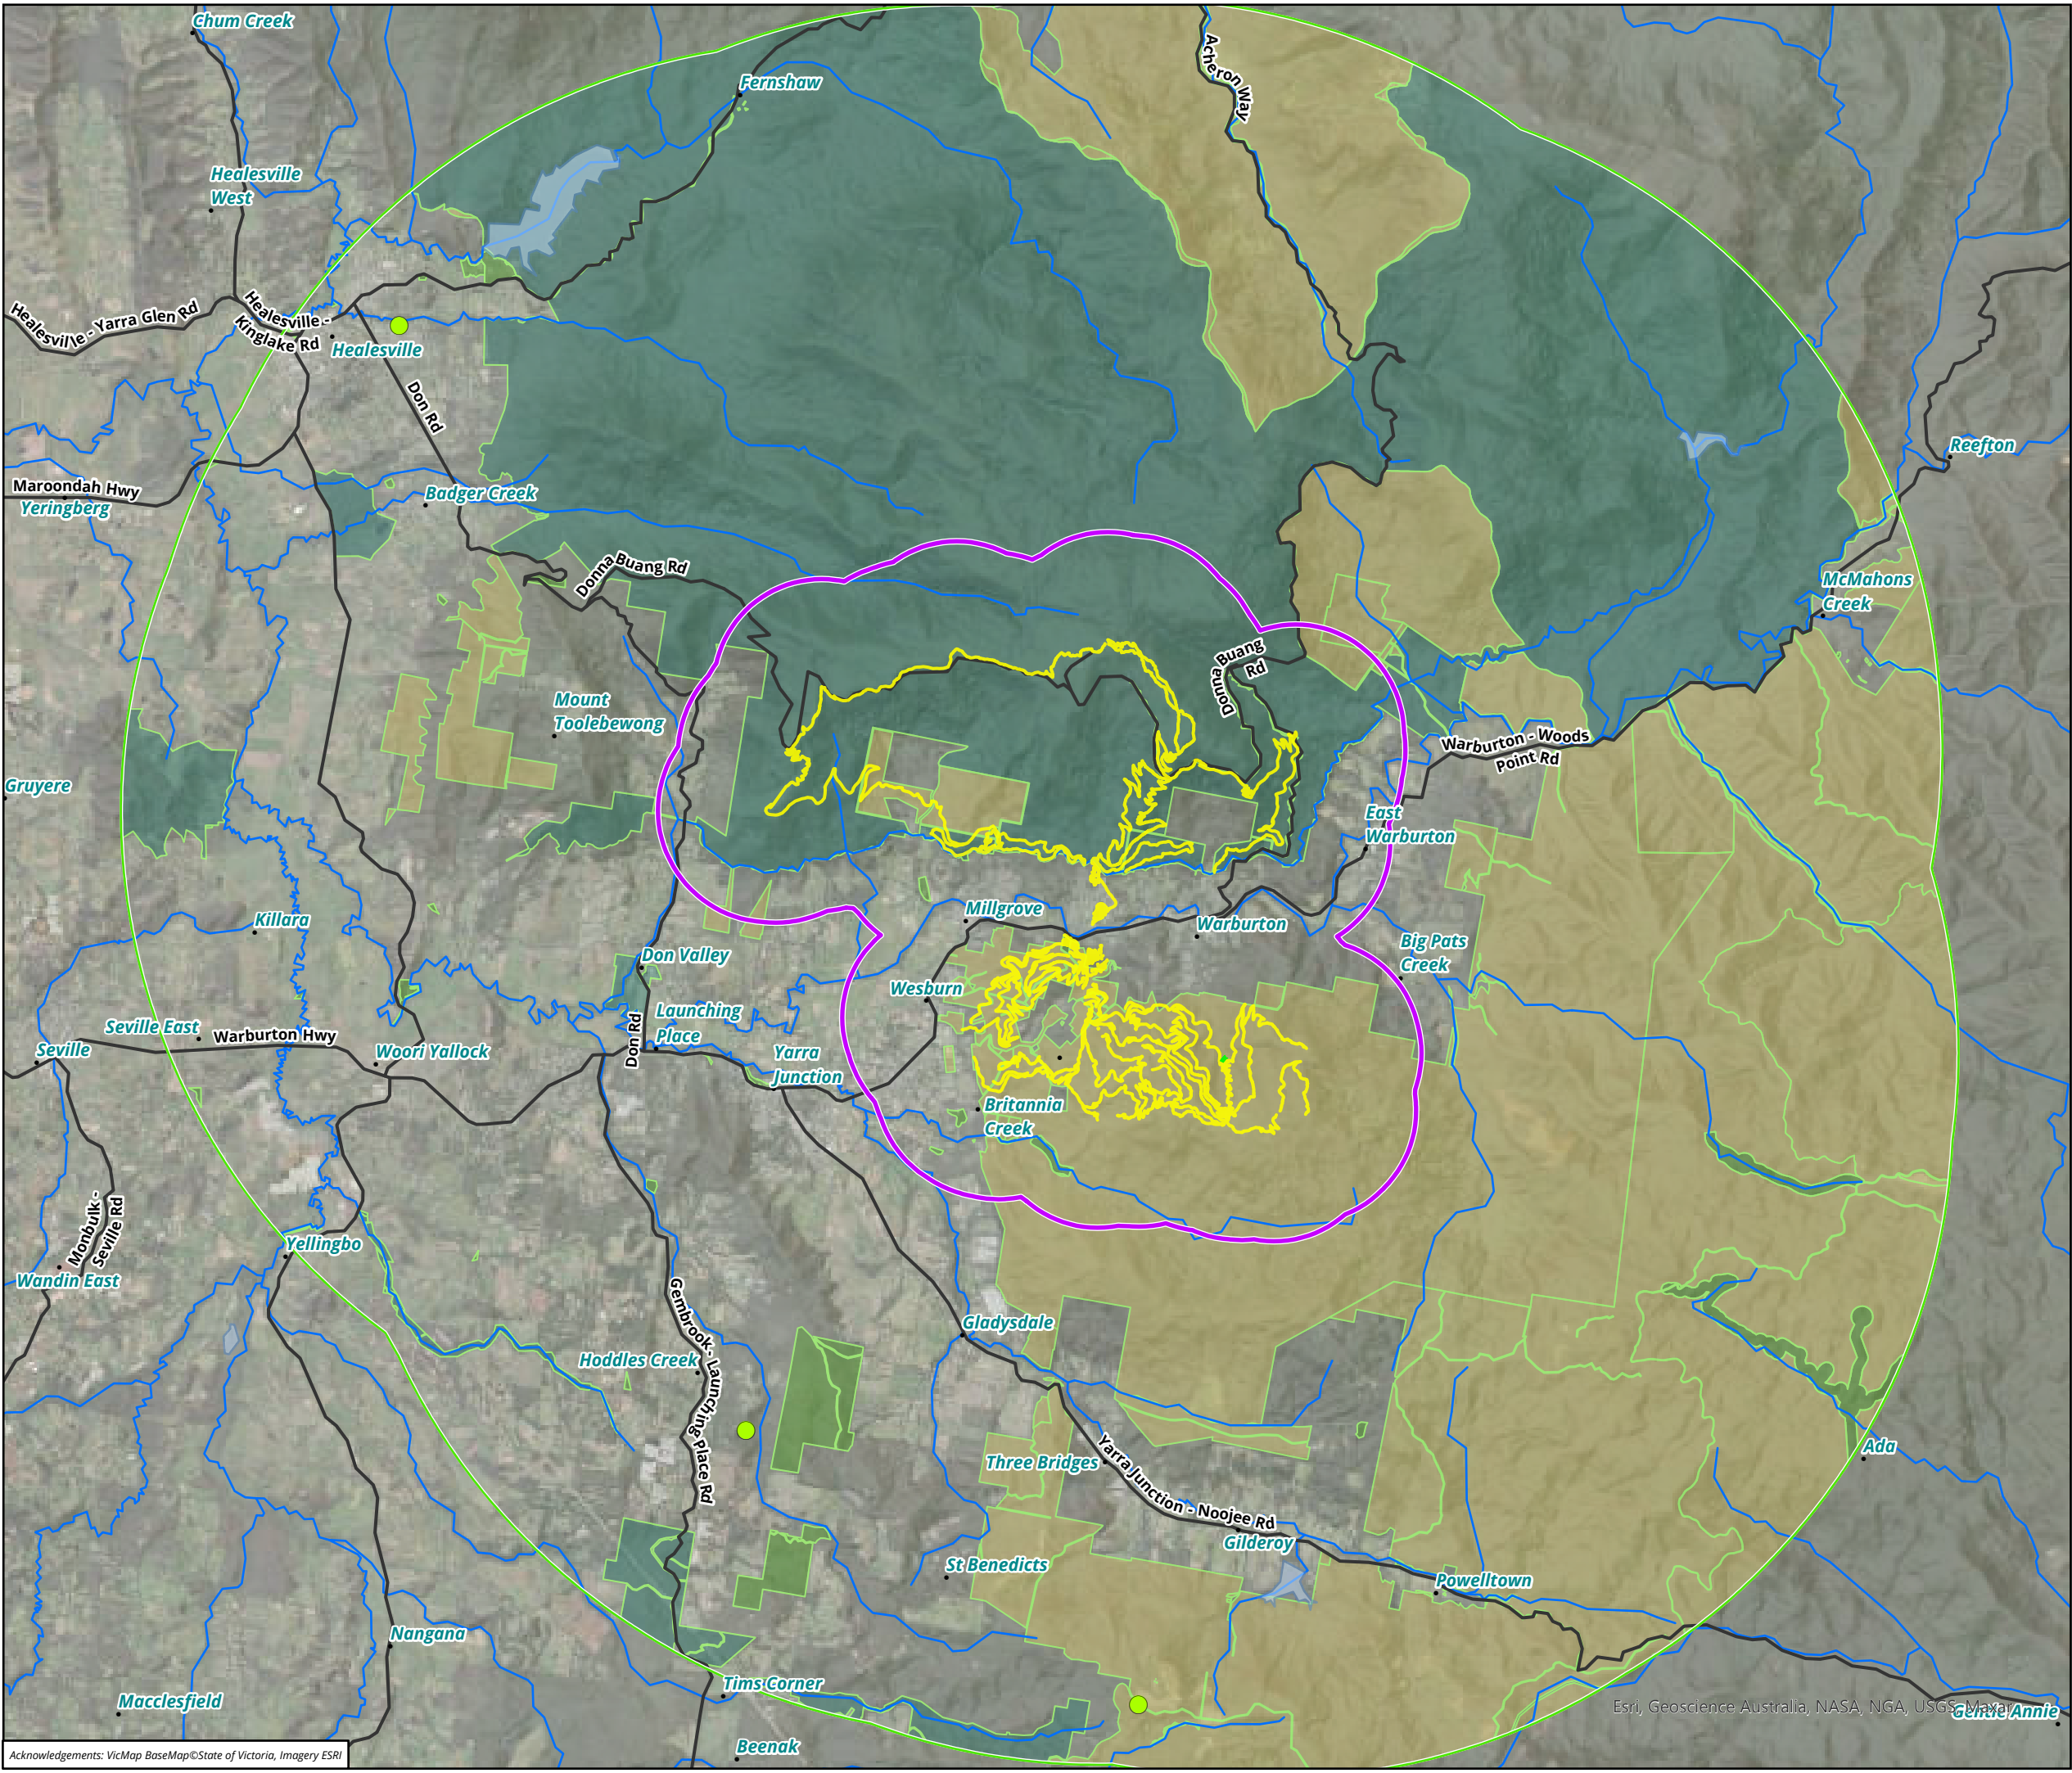 Chum Creek
Fernshaw
Acheron Way
Healesville
West
Healesville - Yarra Glen Rd
Healesville -
Kinglake Rd
Healesville
Don Rd
Reefton
Maroondah Hwy
Yeringberg
Badger Creek
Donna Buang Rd
McMahons
Creek
Donna Buang
Rd
Mount
Toolebewong
Warburton - Woods
Point Rd
Gruyere
East
Warburton
Killara
Millgrove
Warburton
Big Pats
Creek
Don Valley
Wesburn
Launching
Place
Seville East
Warburton Hwy
Don Rd
Seville
Woori Yallock
Yarra
Junction
Britannia
Creek
Monbulk -
Seville Rd
Yellingbo
Wandin East
Gembrook - Launching Place Rd
Gladysdale
Hoddles Creek
Ada
Three Bridges
Yarra Junction - Noojee Rd
Gilderoy
St Benedicts
Powelltown
Nangana
Tims Corner
Macclesfield
Esri, Geoscience Australia, NASA, NGA, USGS, Maxar
Gentle Annie
Beenak
Acknowledgements: VicMap BaseMap©State of Victoria, Imagery ESRI